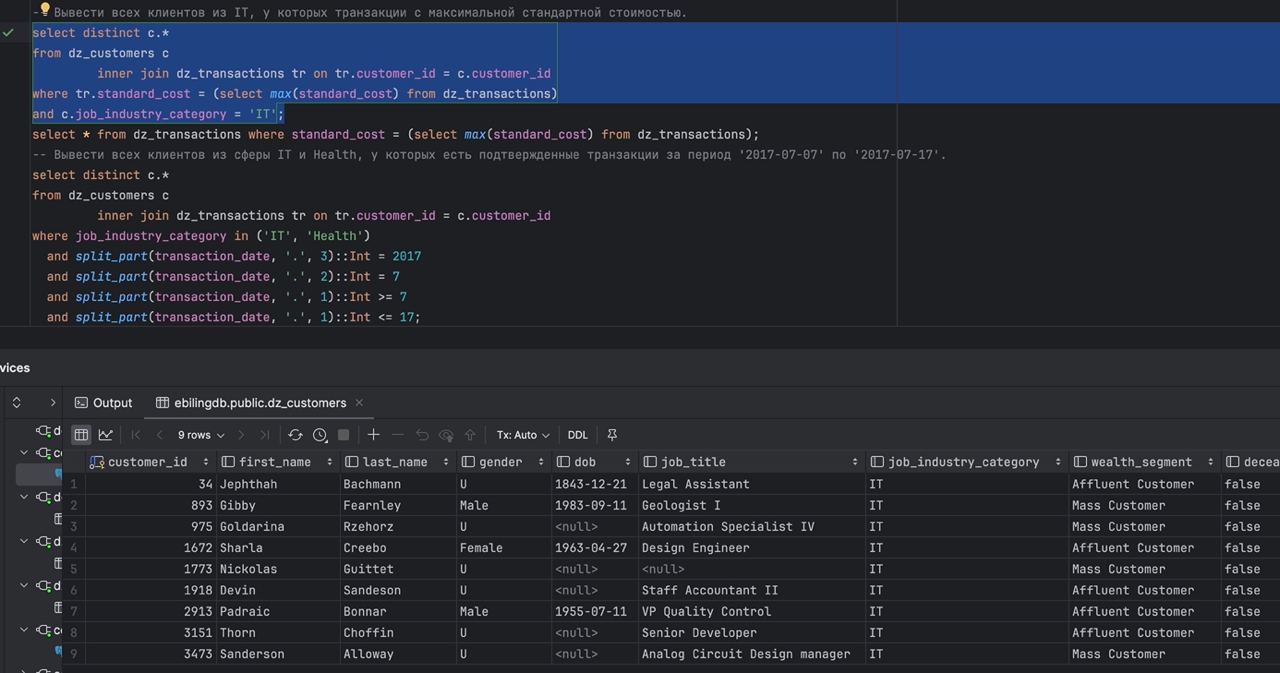 -- Вывести всех клиентов из IT, у которых транзакции с максимальной стандартной стоимостью.
select distinct c.*
from dz_customers c
inner join dz_transactions tr on tr.customer_id = c.customer_id
where tr.standard_cost = (select max(standard_cost) from dz_transactions)
and c.job_industry_category = 'IT';
select * from dz_transactions where standard_cost = (select max(standard_cost) from dz_transactions);
-- Вывести всех клиентов из сферы IT и Health, у которых есть подтвержденные транзакции за период '2017-07-07' по '2017-07-17'.
select distinct c.*
from dz_customers c
inner join dz_transactions tr on tr.customer_id = c.customer_id
where job_industry_category in ('IT', 'Health')
and split_part(transaction_date, '.', 3)::Int = 2017
and split_part(transaction_date, '.', 2)::Int = 7
and split_part(transaction_date, '.', 1)::Int >= 7
and split_part(transaction_date, '.', 1)::Int <= 17;
vices
Output ebilingdb.public.dz_customers
9 rows Tx: Auto DDL
customer_id first_name last_name gender dob job_title job_industry_category wealth_segment decea
1 34 Jephthah Bachmann U 1843-12-21 Legal Assistant IT Affluent Customer false
2 893 Gibby Fearnley Male 1983-09-11 Geologist I IT Mass Customer false
3 975 Goldarina Rzehorz U <null> Automation Specialist IV IT Mass Customer false
4 1672 Sharla Creebo Female 1963-04-27 Design Engineer IT Affluent Customer false
5 1773 Nickolas Guittet U <null> <null> IT Mass Customer false
6 1918 Devin Sandeson U <null> Staff Accountant II IT Affluent Customer false
7 2913 Padraic Bonnar Male 1955-07-11 VP Quality Control IT Affluent Customer false
8 3151 Thorn Choffin U <null> Senior Developer IT Affluent Customer false
9 3473 Sanderson Alloway U <null> Analog Circuit Design manager IT Mass Customer false